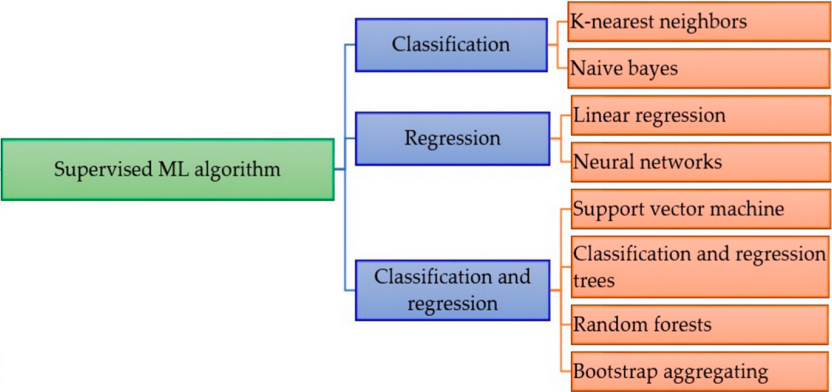 Supervised ML algorithm
Classification
K-nearest neighbors
Naive bayes
Regression
Linear regression
Neural networks
Classification and
regression
Support vector machine
Classification and regression
trees
Random forests
Bootstrap aggregating